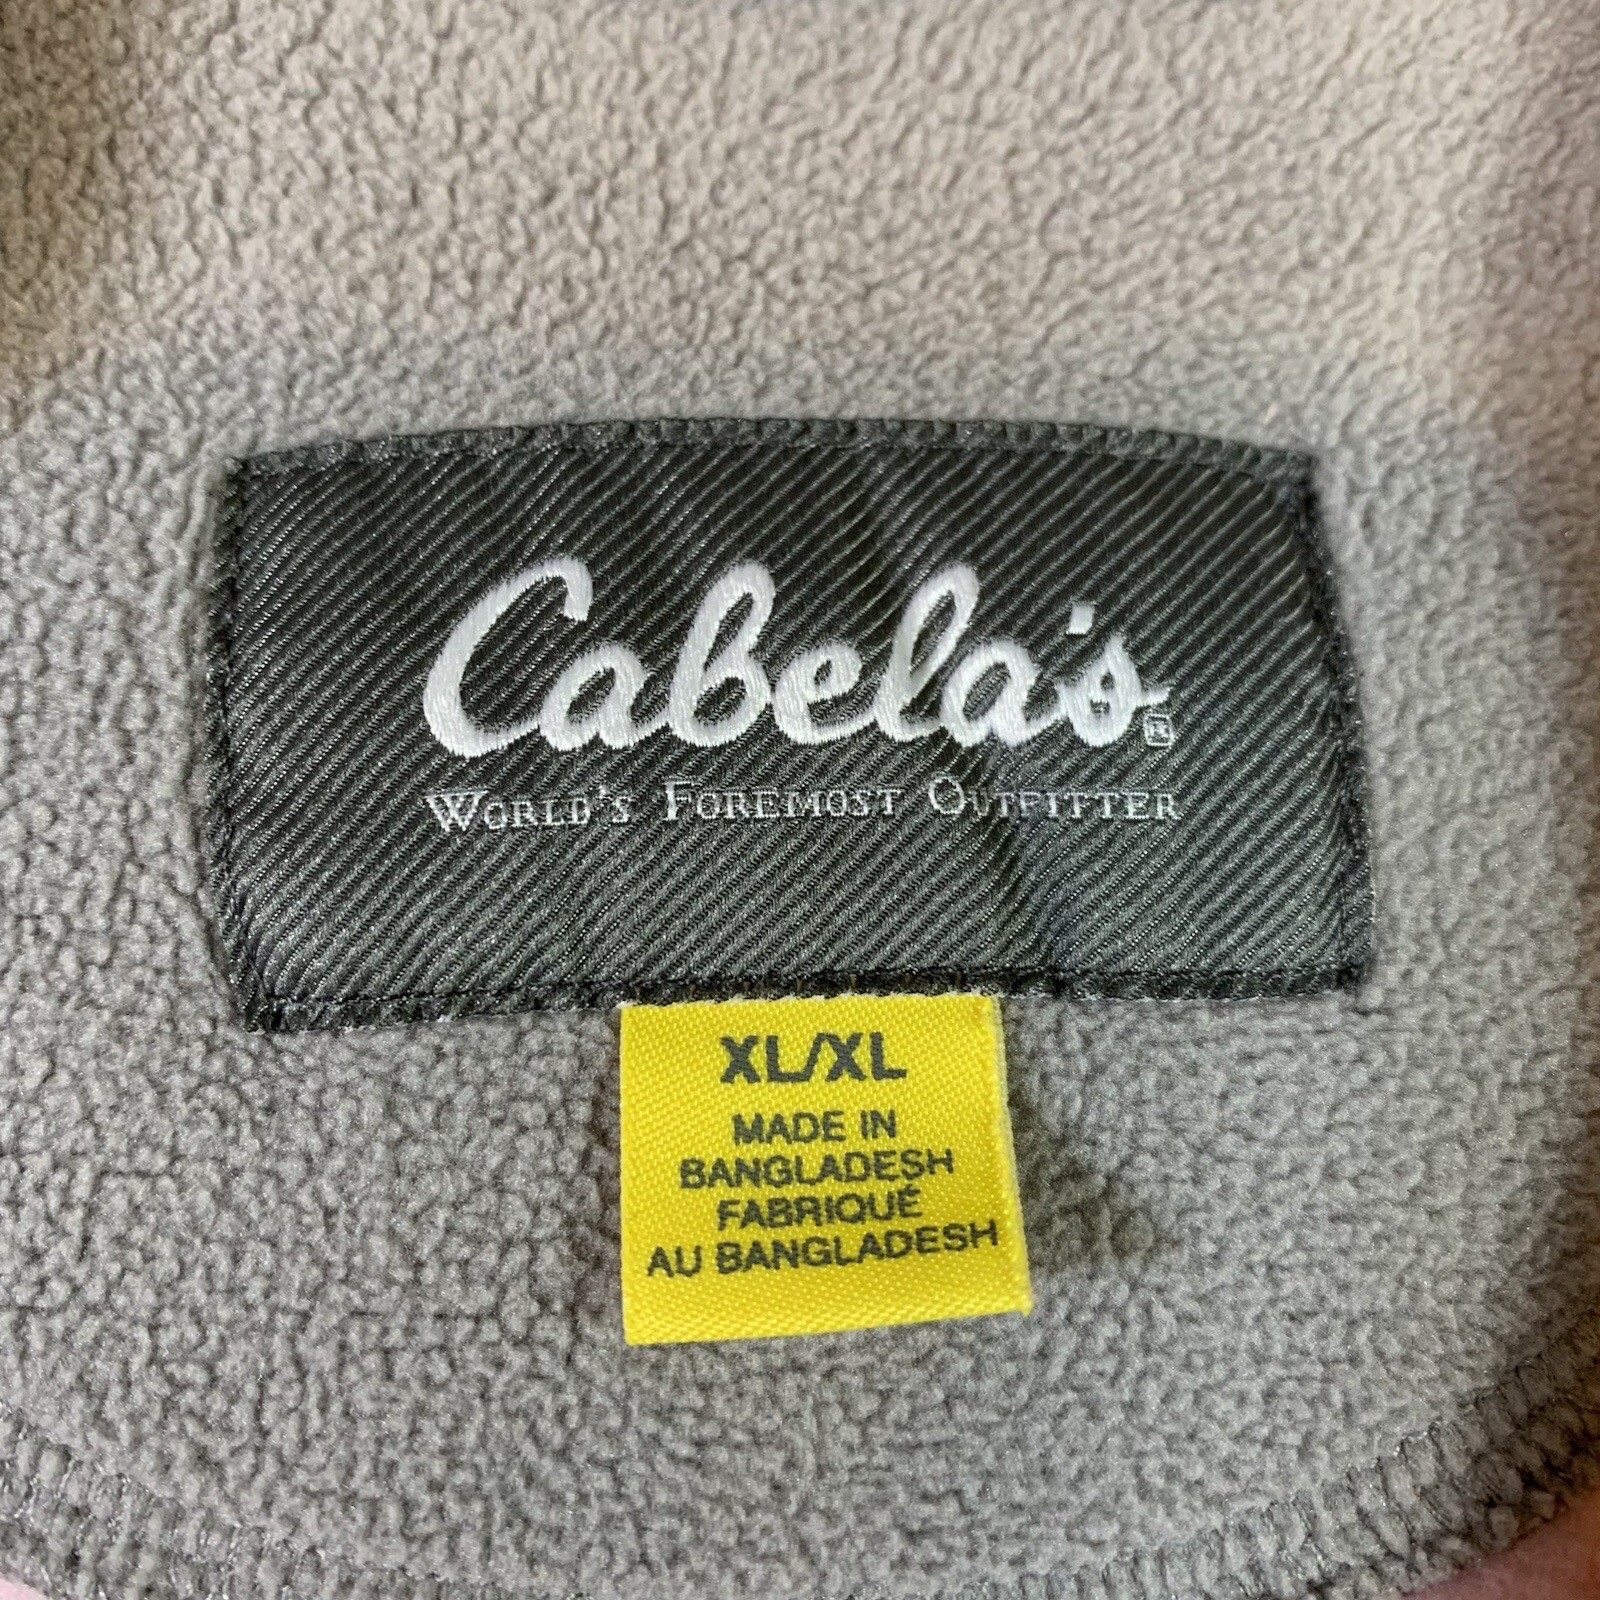 Cabela's®
WORLD'S FOREMOST OUTFITTER
XL/XL
MADE IN
BANGLADESH
FABRIQUÉ
AU BANGLADESH